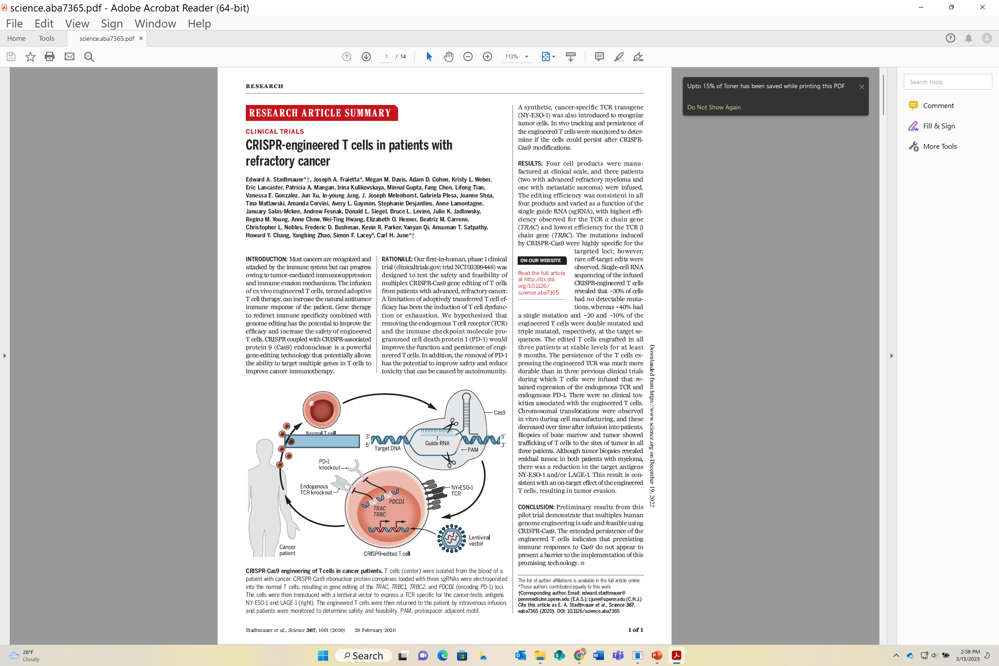 science.aba7365.pdf - Adobe Acrobat Reader (64-bit)
File Edit View Sign Window Help
Home Tools science.aba7365.pdf ×
1 / 14 113%
Upto 15% of Toner has been saved while printing this PDF
Do Not Show Again
Search tools
Comment
Fill & Sign
More Tools
RESEARCH
RESEARCH ARTICLE SUMMARY
CLINICAL TRIALS
CRISPR-engineered T cells in patients with
refractory cancer
Edward A. Stadtmauer*†, Joseph A. Fraietta*, Megan M. Davis, Adam D. Cohen, Kristy L. Weber,
Eric Lancaster, Patricia A. Mangan, Irina Kulikovskaya, Minnal Gupta, Fang Chen, Lifeng Tian,
Vanessa E. Gonzalez, Jun Xu, In-young Jung, J. Joseph Melenhorst, Gabriela Plesa, Joanne Shea,
Tina Matlawski, Amanda Cervini, Avery L. Gaymon, Stephanie Desjardins, Anne Lamontagne,
January Salas-Mckee, Andrew Fesnak, Donald L. Siegel, Bruce L. Levine, Julie K. Jadlowsky,
Regina M. Young, Anne Chew, Wei-Ting Hwang, Elizabeth O. Hexner, Beatriz M. Carreno,
Christopher L. Nobles, Frederic D. Bushman, Kevin R. Parker, Yanyan Qi, Ansuman T. Satpathy,
Howard Y. Chang, Yangbing Zhao, Simon F. Lacey*, Carl H. June*†
INTRODUCTION: Most cancers are recognized and
attacked by the immune system but can progress
owing to tumor-mediated immunosuppression
and immune evasion mechanisms. The infusion
of ex vivo engineered T cells, termed adoptive
T cell therapy, can increase the natural antitumor
immune response of the patient. Gene therapy
to redirect immune specificity combined with
genome editing has the potential to improve the
efficacy and increase the safety of engineered
T cells. CRISPR coupled with CRISPR-associated
protein 9 (Cas9) endonuclease is a powerful
gene-editing technology that potentially allows
the ability to target multiple genes in T cells to
improve cancer immunotherapy.
RATIONALE: Our first-in-human, phase 1 clinical
trial (clinicaltrials.gov; trial NCT03399448) was
designed to test the safety and feasibility of
multiplex CRISPR-Cas9 gene editing of T cells
from patients with advanced, refractory cancer.
A limitation of adoptively transferred T cell ef-
ficacy has been the induction of T cell dysfunc-
tion or exhaustion. We hypothesized that
removing the endogenous T cell receptor (TCR)
and the immune checkpoint molecule pro-
grammed cell death protein 1 (PD-1) would
improve the function and persistence of engi-
neered T cells. In addition, the removal of PD-1
has the potential to improve safety and reduce
toxicity that can be caused by autoimmunity.
A synthetic, cancer-specific TCR transgene
(NY-ESO-1) was also introduced to recognize
tumor cells. In vivo tracking and persistence of
the engineered T cells were monitored to deter-
mine if the cells could persist after CRISPR-
Cas9 modifications.
RESULTS: Four cell products were manu-
factured at clinical scale, and three patients
(two with advanced refractory myeloma and
one with metastatic sarcoma) were infused.
The editing efficiency was consistent in all
four products and varied as a function of the
single guide RNA (sgRNA), with highest effi-
ciency observed for the TCR α chain gene
(TRAC) and lowest efficiency for the TCR β
chain gene (TRBC). The mutations induced
by CRISPR-Cas9 were highly specific for the
targeted loci; however,
rare off-target edits were
observed. Single-cell RNA
sequencing of the infused
CRISPR-engineered T cells
revealed that ~30% of cells
had no detectable muta-
tions, whereas ~40% had
a single mutation and ~20 and ~10% of the
engineered T cells were double mutated and
triple mutated, respectively, at the target se-
quences. The edited T cells engrafted in all
three patients at stable levels for at least
9 months. The persistence of the T cells ex-
pressing the engineered TCR was much more
durable than in three previous clinical trials
during which T cells were infused that re-
tained expression of the endogenous TCR and
endogenous PD-1. There were no clinical tox-
icities associated with the engineered T cells.
Chromosomal translocations were observed
in vitro during cell manufacturing, and these
decreased over time after infusion into patients.
Biopsies of bone marrow and tumor showed
trafficking of T cells to the sites of tumor in all
three patients. Although tumor biopsies revealed
residual tumor, in both patients with myeloma,
there was a reduction in the target antigens
NY-ESO-1 and/or LAGE-1. This result is con-
sistent with an on-target effect of the engineered
T cells, resulting in tumor evasion.
CONCLUSION: Preliminary results from this
pilot trial demonstrate that multiplex human
genome engineering is safe and feasible using
CRISPR-Cas9. The extended persistence of the
engineered T cells indicates that preexisting
immune responses to Cas9 do not appear to
present a barrier to the implementation of this
promising technology. ■
ON OUR WEBSITE
Read the full article
at http://dx.doi.
org/10.1126/
science.aba7365
Normal T cell
Cas9
3′ 5′
5′ 3′
Target DNA
Guide RNA
PAM
PD-1
knockout
Endogenous
TCR knockout
NY-ESO-1
TCR
PDCD1
TRAC
TRBC
Lentiviral
vector
Cancer
patient
CRISPR-edited T cell
CRISPR-Cas9 engineering of T cells in cancer patients. T cells (center) were isolated from the blood of a
patient with cancer. CRISPR-Cas9 ribonuclear protein complexes loaded with three sgRNAs were electroporated
into the normal T cells, resulting in gene editing of the TRAC, TRBC1, TRBC2, and PDCD1 (encoding PD-1) loci.
The cells were then transduced with a lentiviral vector to express a TCR specific for the cancer-testis antigens
NY-ESO-1 and LAGE-1 (right). The engineered T cells were then returned to the patient by intravenous infusion,
and patients were monitored to determine safety and feasibility. PAM, protospacer adjacent motif.
The list of author affiliations is available in the full article online.
*These authors contributed equally to this work.
†Corresponding author. Email: edward.stadtmauer@
pennmedicine.upenn.edu (E.A.S.); cjune@upenn.edu (C.H.J.)
Cite this article as E. A. Stadtmauer et al., Science 367,
eaba7365 (2020). DOI: 10.1126/science.aba7365
Stadtmauer et al., Science 367, 1001 (2020) 28 February 2020
1 of 1
Downloaded from https://www.science.org on December 19, 2022
28°F
Cloudy
Search
2:38 PM
3/13/2023